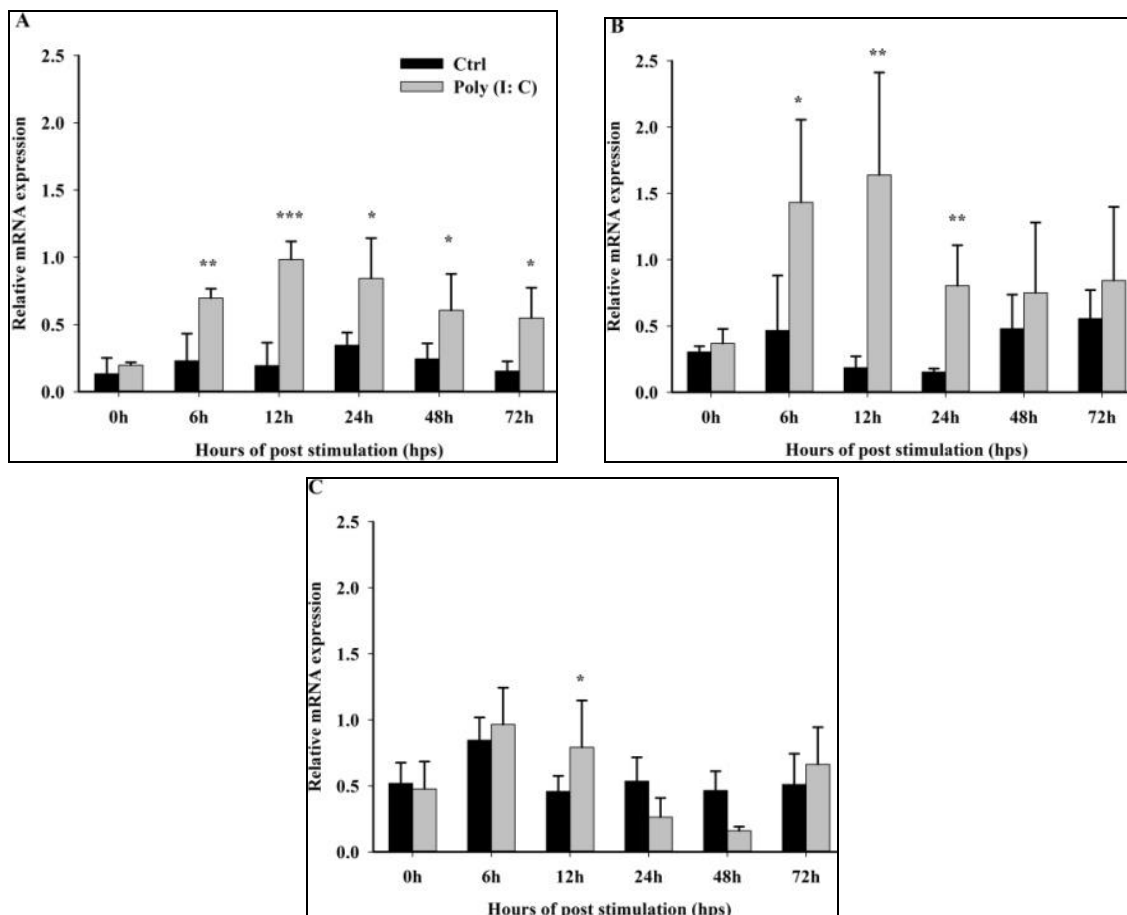 A
2.5
2.0
1.5
1.0
0.5
0.0
Relative mRNA expression
Ctrl
Poly (I: C)
**
***
*
*
*
0h 6h 12h 24h 48h 72h
Hours of post stimulation (hps)
B
2.5
2.0
1.5
1.0
0.5
0.0
Relative mRNA expression
*
**
**
0h 6h 12h 24h 48h 72h
Hours of post stimulation (hps)
C
2.5
2.0
1.5
1.0
0.5
0.0
Relative mRNA expression
*
0h 6h 12h 24h 48h 72h
Hours of post stimulation (hps)